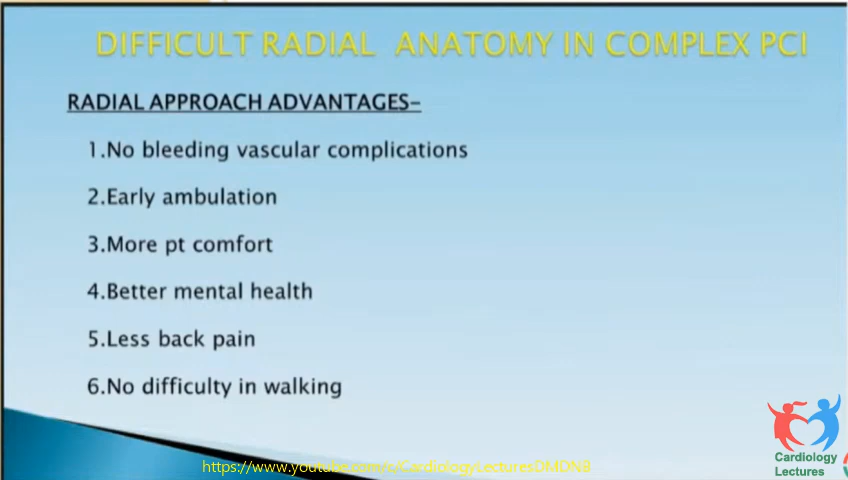 DIFFICULT RADIAL ANATOMY IN COMPLEX PCI
RADIAL APPROACH ADVANTAGES-
1.No bleeding vascular complications
2.Early ambulation
3.More pt comfort
4.Better mental health
5.Less back pain
6.No difficulty in walking
https://www.youtube.com/c/CardiologyLecturesDMDNB
Cardiology
Lectures